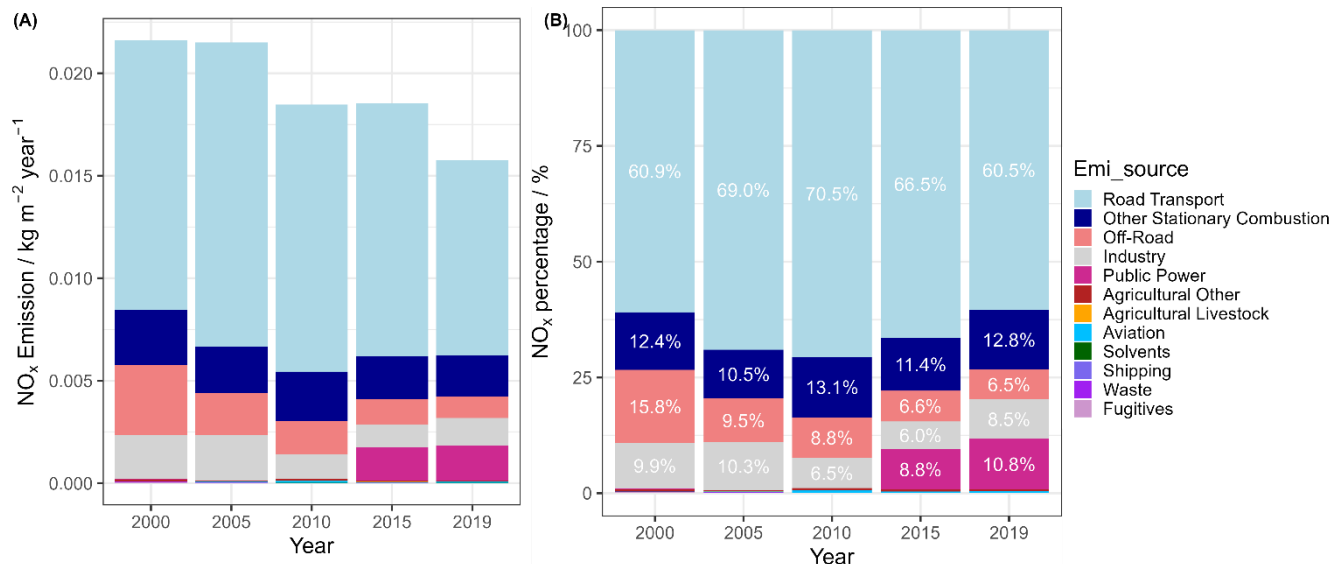 (A)
NOₓ Emission / kg m⁻² year⁻¹
0.020
0.015
0.010
0.005
0.000
2000 2005 2010 2015 2019
Year
(B)
NOₓ percentage / %
100
75
50
25
0
60.9% 69.0% 70.5% 66.5% 60.5%
12.4% 10.5% 13.1% 11.4% 12.8%
15.8% 9.5% 8.8% 6.6% 6.5%
9.9% 10.3% 6.5% 6.0% 8.5%
8.8% 10.8%
2000 2005 2010 2015 2019
Year
Emi_source
Road Transport
Other Stationary Combustion
Off-Road
Industry
Public Power
Agricultural Other
Agricultural Livestock
Aviation
Solvents
Shipping
Waste
Fugitives